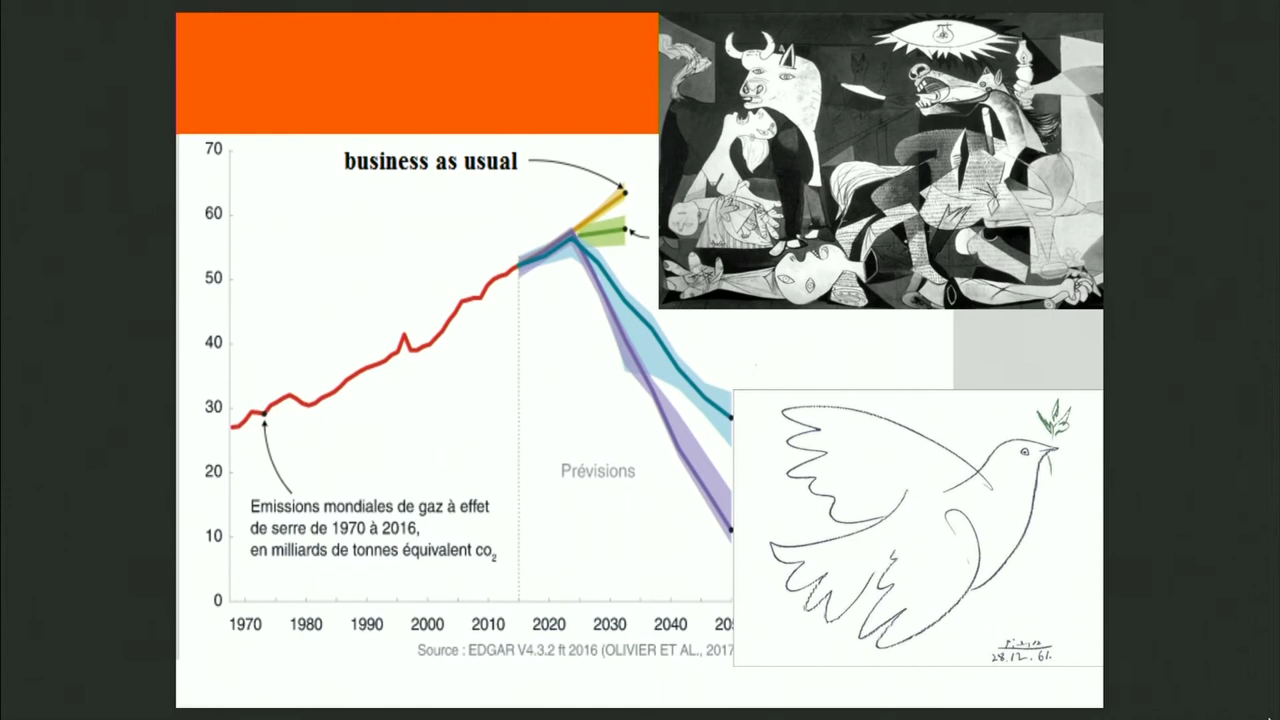 business as usual
70
60
50
40
30
20
10
0
Prévisions
Emissions mondiales de gaz à effet
de serre de 1970 à 2016,
en milliards de tonnes équivalent co₂
1970 1980 1990 2000 2010 2020 2030 2040
Source : EDGAR V4.3.2 ft 2016 (OLIVIER ET AL., 2017
Picasso
28.12.61.